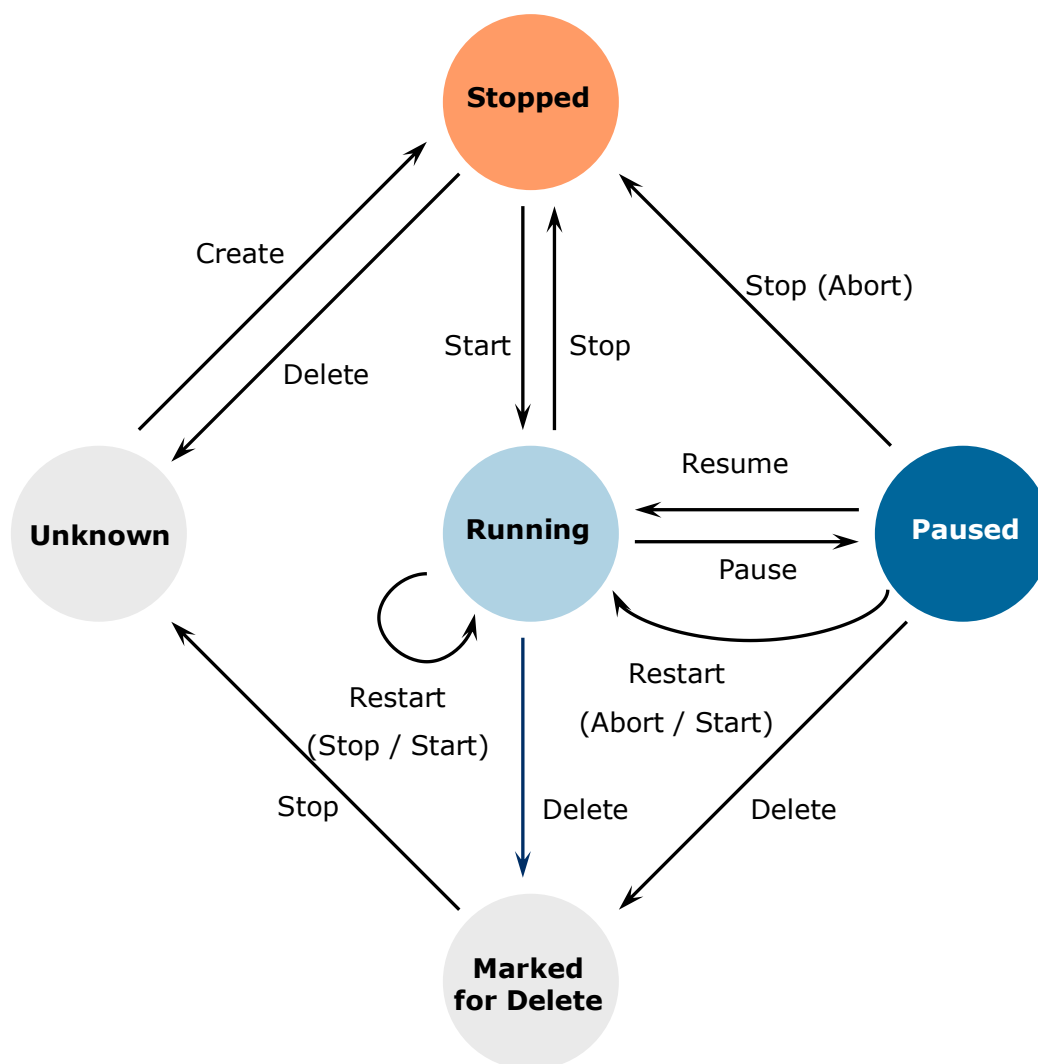 Stopped
Create
Stop (Abort)
Start
Stop
Delete
Resume
Unknown
Running
Paused
Pause
Restart
(Stop / Start)
Restart
(Abort / Start)
Stop
Delete
Delete
Marked
for Delete